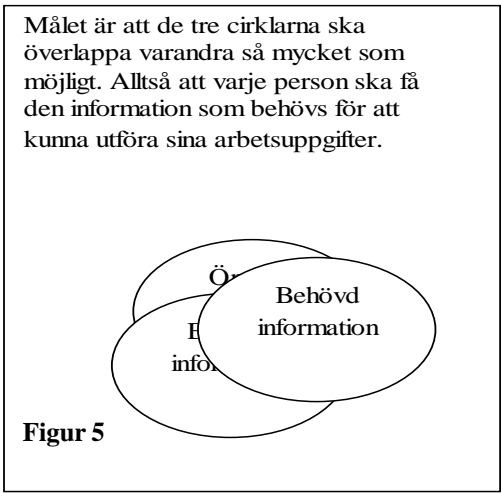 Målet är att de tre cirklarna ska
överlappa varandra så mycket som
möjligt. Alltså att varje person ska få
den information som behövs för att
kunna utföra sina arbetsuppgifter.
Behövd
information
Figur 5